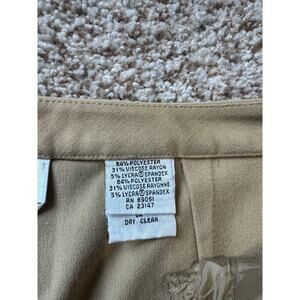 64% POLYESTER
31% VISCOSE RAYON
5% LYCRA® SPANDEX
64% POLYESTER
31% VISCOSE RAYONNE
5% LYCRA® SPANDEX
RN 69051
CA 23147
DRY CLEAN